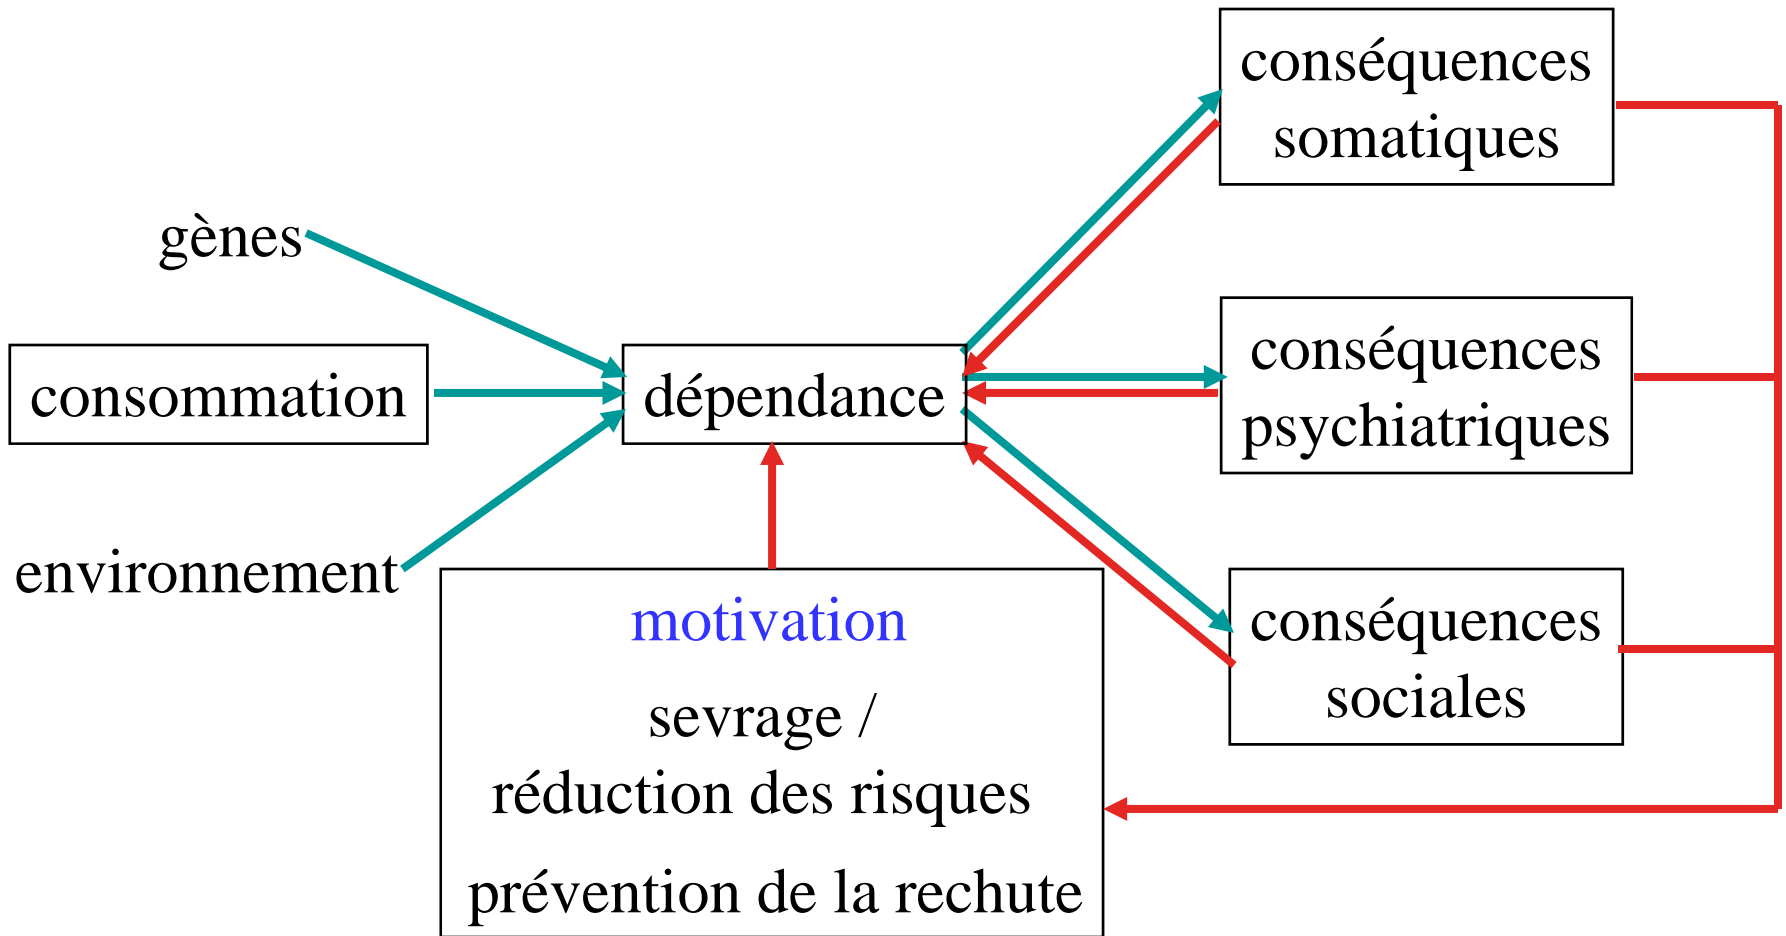 conséquences
somatiques
gènes
consommation
dépendance
conséquences
psychiatriques
environnement
motivation
sevrage /
réduction des risques
prévention de la rechute
conséquences
sociales